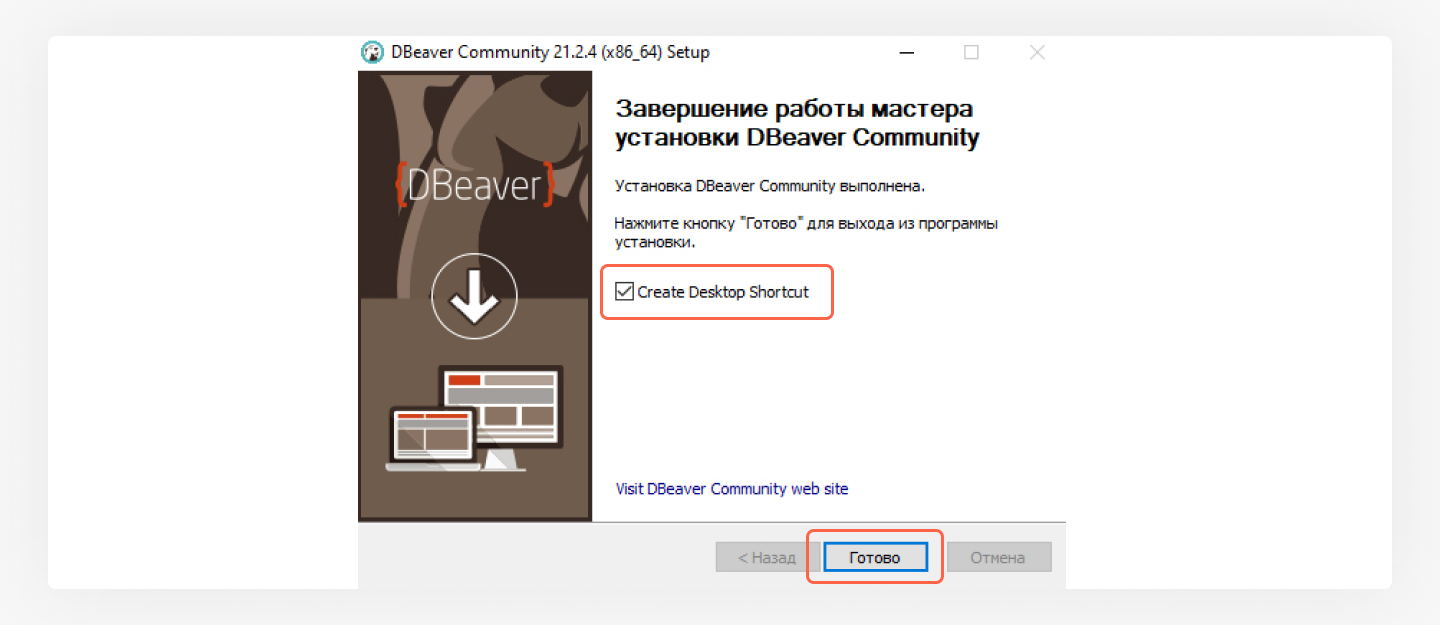 DBeaver Community 21.2.4 (x86_64) Setup
{DBeaver}
Завершение работы мастера
установки DBeaver Community
Установка DBeaver Community выполнена.
Нажмите кнопку "Готово" для выхода из программы
установки.
Create Desktop Shortcut
Visit DBeaver Community web site
< Назад Готово Отмена